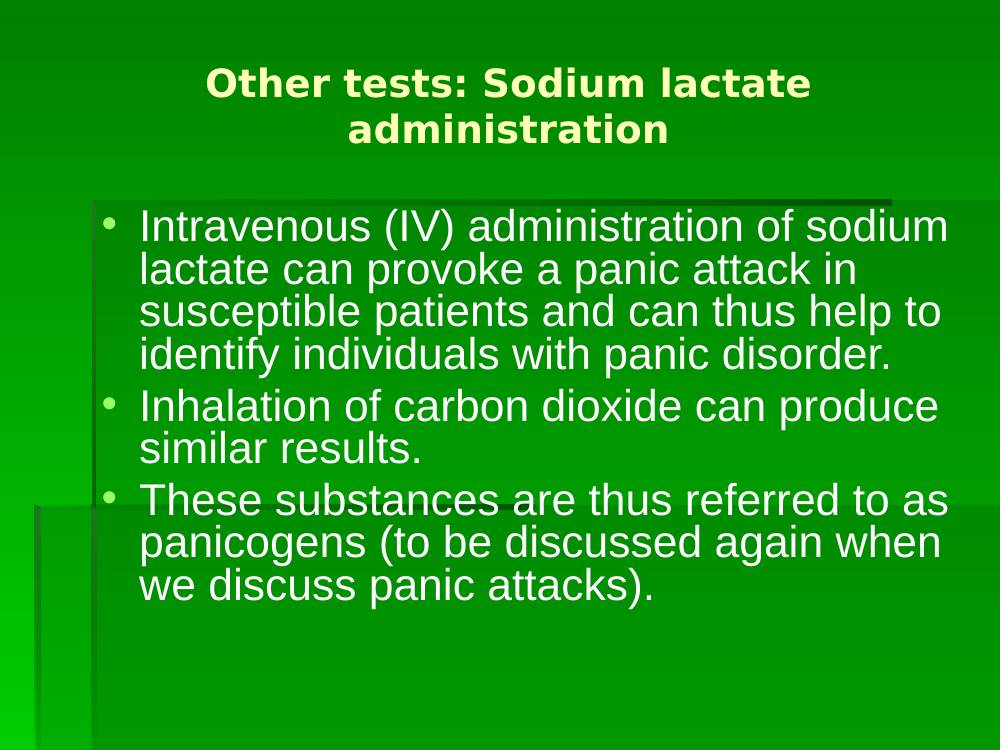 Other tests: Sodium lactate
administration
• Intravenous (IV) administration of sodium
lactate can provoke a panic attack in
susceptible patients and can thus help to
identify individuals with panic disorder.
• Inhalation of carbon dioxide can produce
similar results.
• These substances are thus referred to as
panicogens (to be discussed again when
we discuss panic attacks).